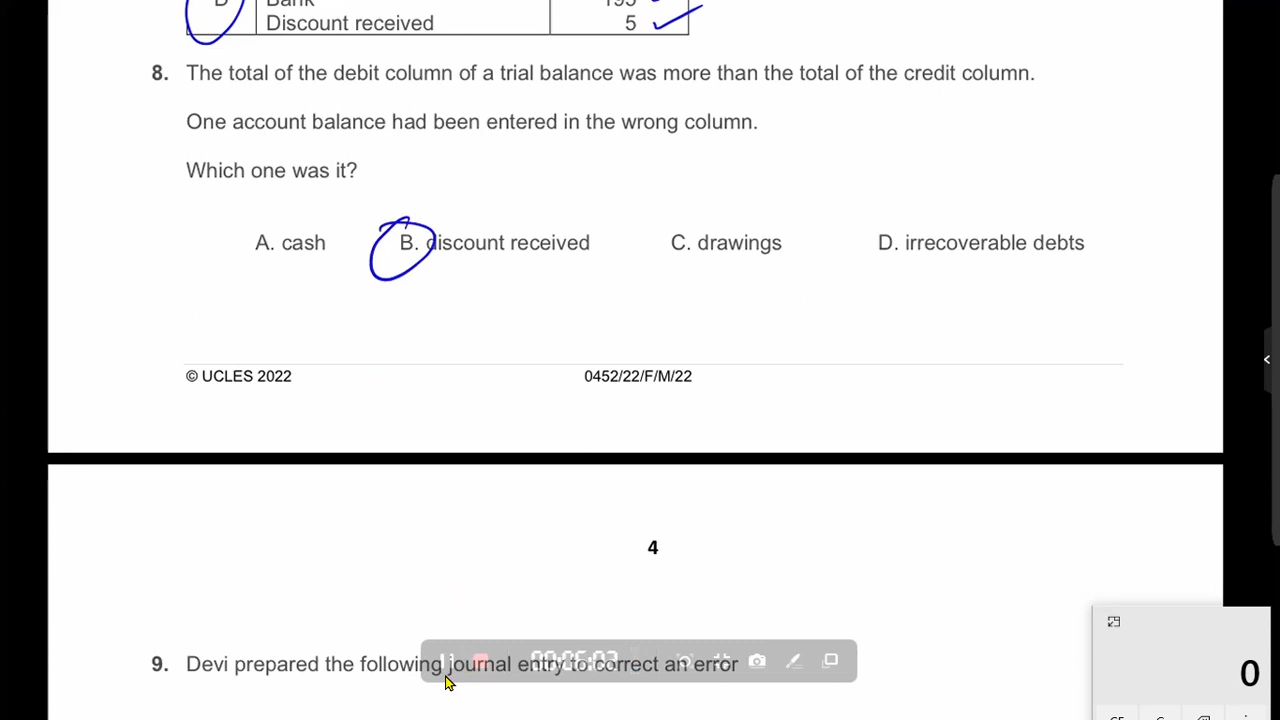 Discount received 5
8. The total of the debit column of a trial balance was more than the total of the credit column.
One account balance had been entered in the wrong column.
Which one was it?
A. cash B. discount received C. drawings D. irrecoverable debts
© UCLES 2022 0452/22/F/M/22
4
9. Devi prepared the following journal entry to correct an error
0